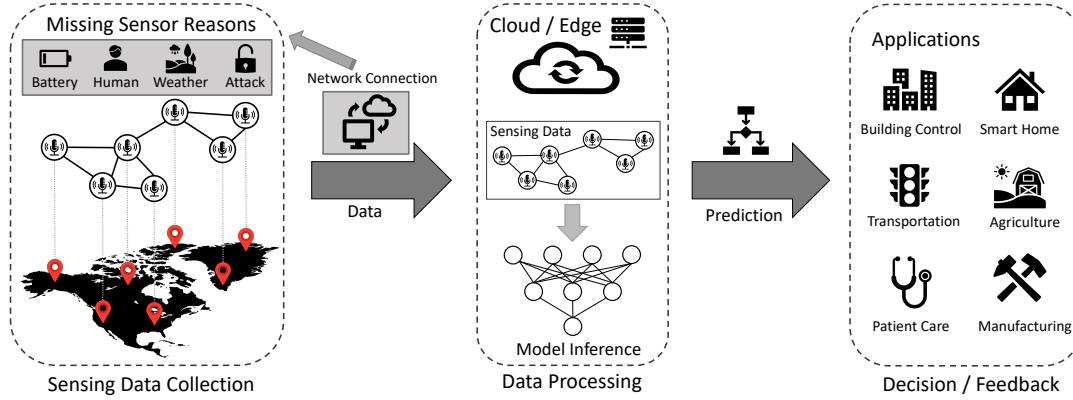 Missing Sensor Reasons
Battery Human Weather Attack
Sensing Data Collection
Network Connection
Data
Cloud / Edge
Sensing Data
Model Inference
Data Processing
Prediction
Applications
Building Control Smart Home
Transportation Agriculture
Patient Care Manufacturing
Decision / Feedback